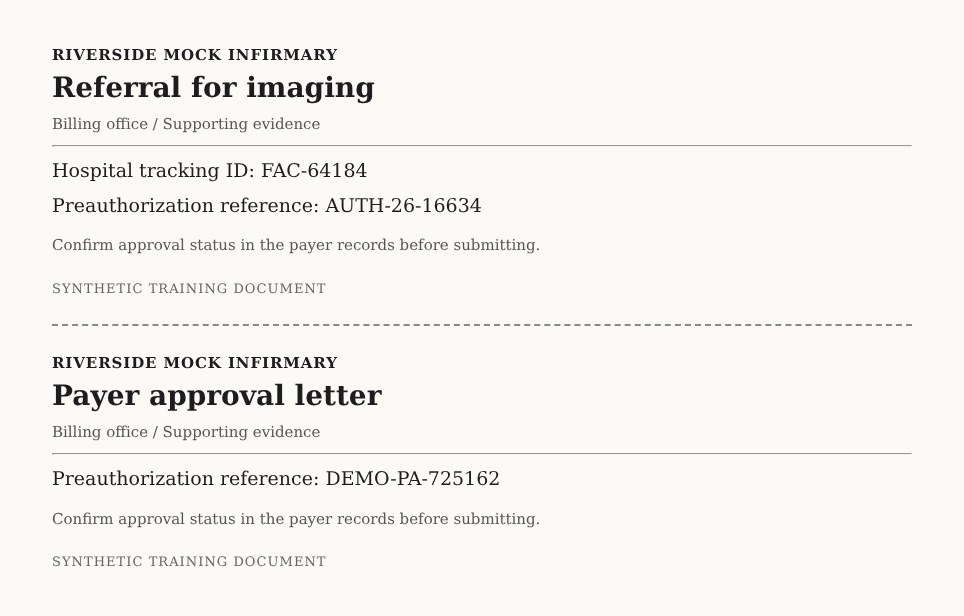 RIVERSIDE MOCK INFIRMARY
Referral for imaging
Billing office / Supporting evidence
Hospital tracking ID: FAC-64184
Preauthorization reference: AUTH-26-16634
Confirm approval status in the payer records before submitting.
SYNTHETIC TRAINING DOCUMENT
RIVERSIDE MOCK INFIRMARY
Payer approval letter
Billing office / Supporting evidence
Preauthorization reference: DEMO-PA-725162
Confirm approval status in the payer records before submitting.
SYNTHETIC TRAINING DOCUMENT